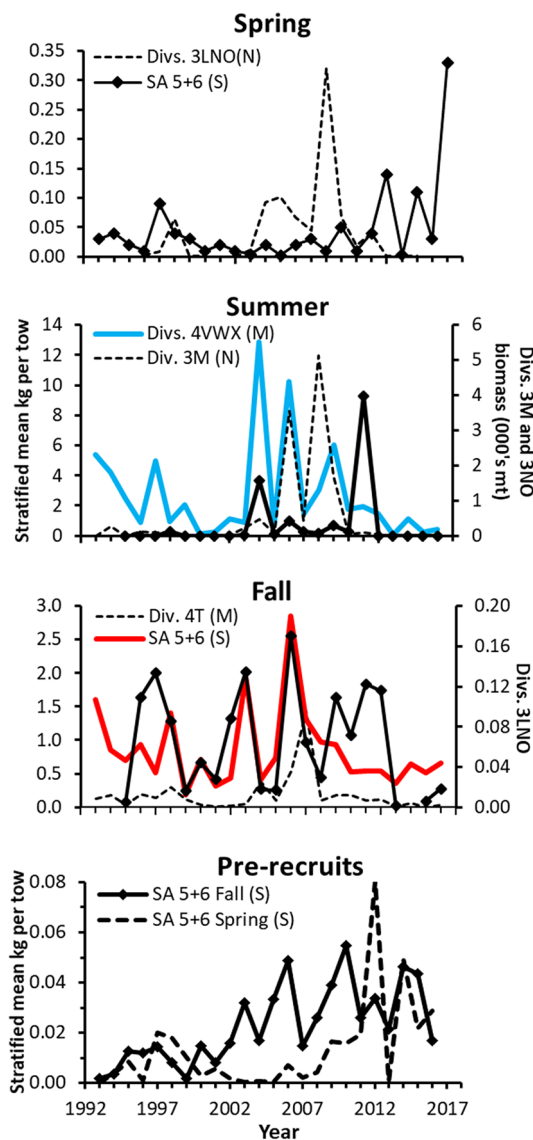 Spring
0.35
0.30
0.25
0.20
0.15
0.10
0.05
0.00
Divs. 3LNO(N)
SA 5+6 (S)
Summer
Stratified mean kg per tow
14
12
10
8
6
4
2
0
Divs. 4VWX (M)
Div. 3M (N)
6
5
4
3
2
1
0
Divs. 3M and 3NO
biomass (000's mt)
Fall
3.0
2.5
2.0
1.5
1.0
0.5
0.0
Div. 4T (M)
SA 5+6 (S)
0.20
0.16
0.12
0.08
0.04
0.00
Divs. 3LNO
Pre-recruits
Stratified mean kg per tow
0.08
0.06
0.04
0.02
0.00
SA 5+6 Fall (S)
SA 5+6 Spring (S)
1992 1997 2002 2007 2012 2017
Year